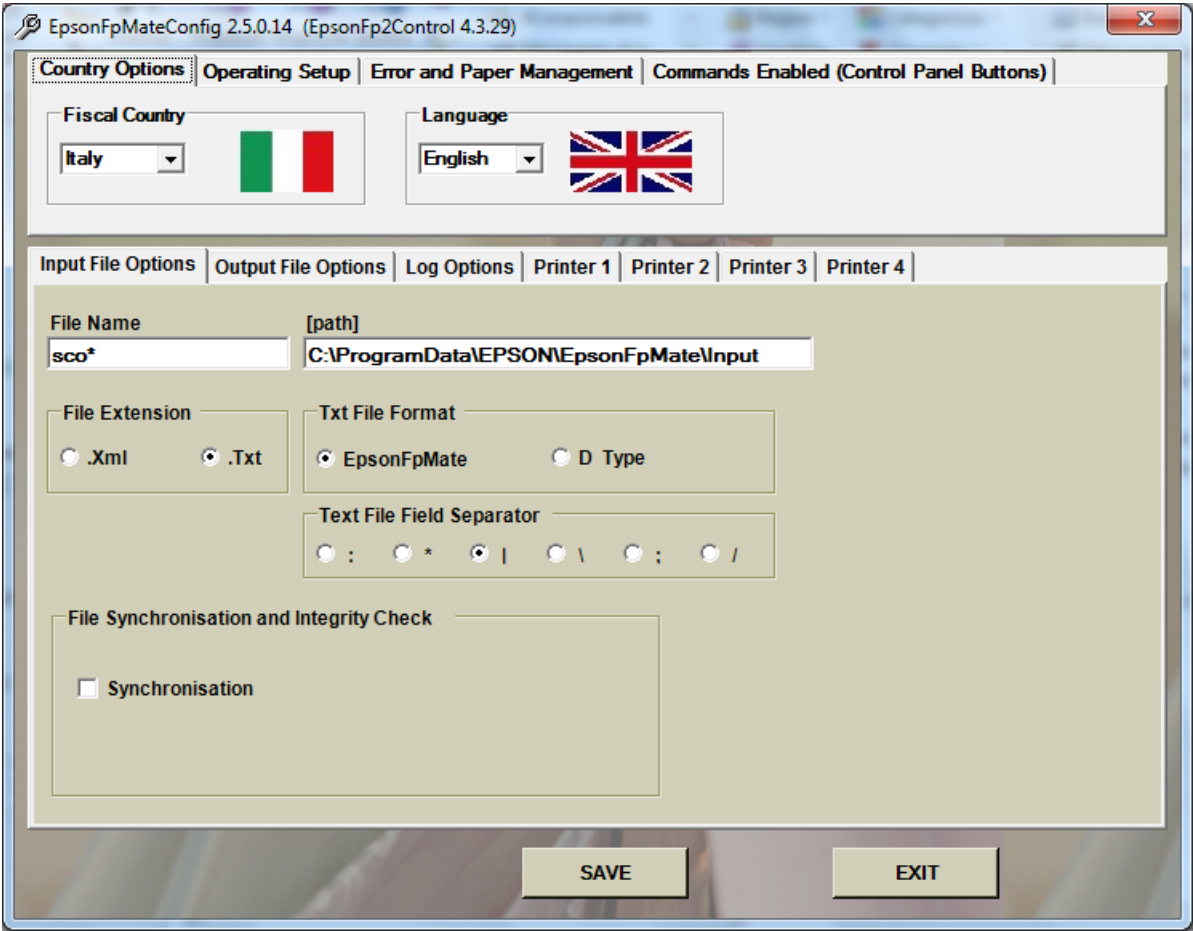 EpsonFpMateConfig 2.5.0.14 (EpsonFp2Control 4.3.29)
x
Country Options Operating Setup Error and Paper Management Commands Enabled (Control Panel Buttons)
Fiscal Country Language
Italy English
Input File Options Output File Options Log Options Printer 1 Printer 2 Printer 3 Printer 4
File Name [path]
sco* C:\ProgramData\EPSON\EpsonFpMate\Input
File Extension Txt File Format
.Xml .Txt EpsonFpMate D Type
Text File Field Separator
: * | \ ; /
File Synchronisation and Integrity Check
Synchronisation
SAVE EXIT